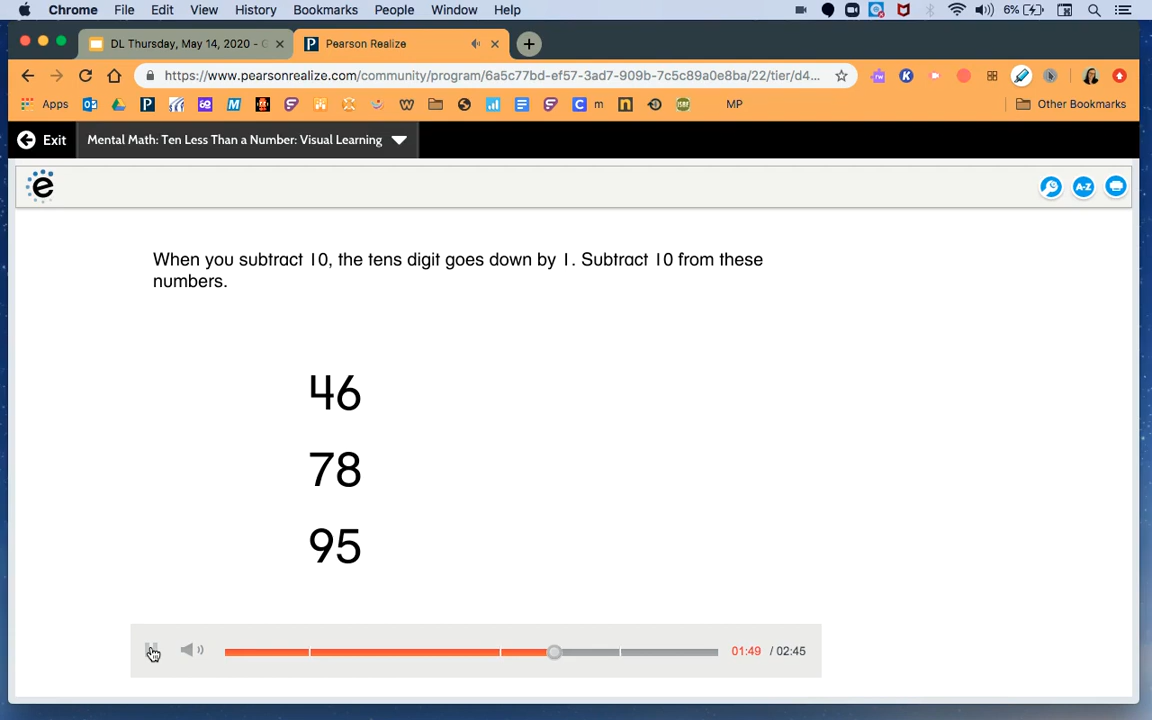 Chrome File Edit View History Bookmarks People Window Help 6%
DL Thursday, May 14, 2020 - Pearson Realize
https://www.pearsonrealize.com/community/program/6a5c77bd-ef57-3ad7-909b-7c5c89a0e8ba/22/tier/d4...
Apps m MP Other Bookmarks
Exit Mental Math: Ten Less Than a Number: Visual Learning
e A-Z
When you subtract 10, the tens digit goes down by 1. Subtract 10 from these
numbers.
46
78
95
01:49 / 02:45